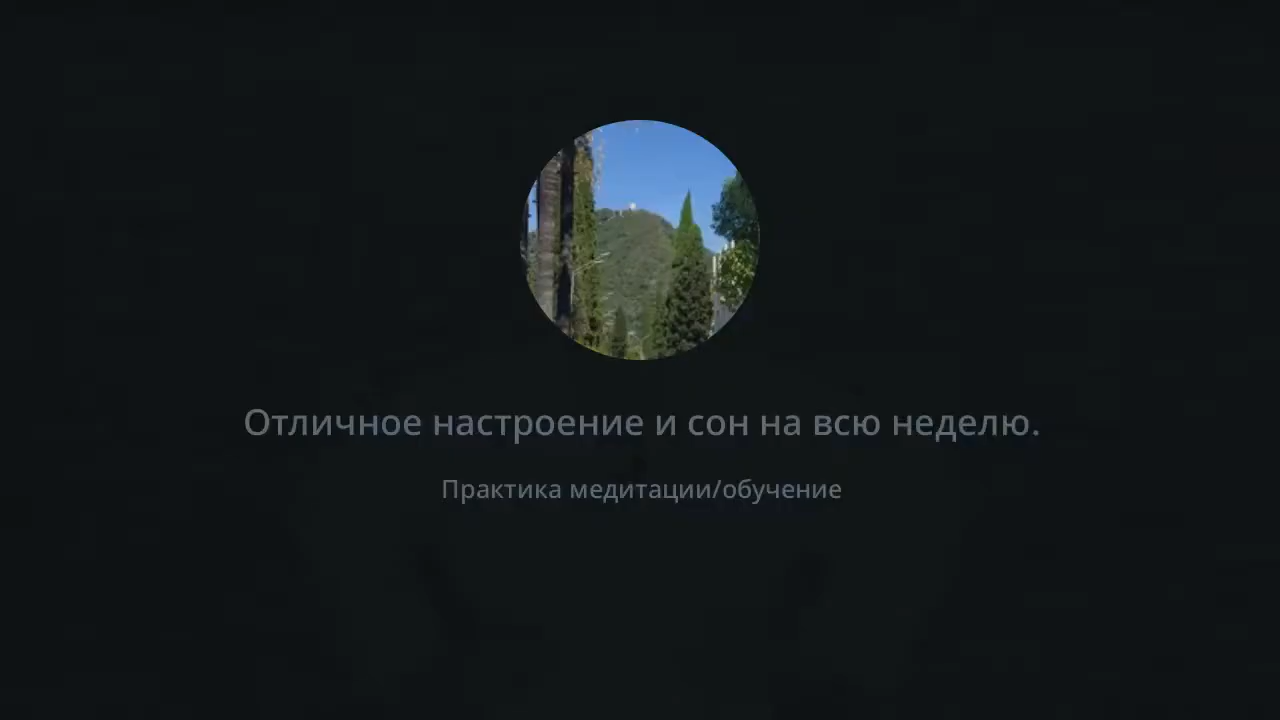 Отличное настроение и сон на всю неделю.
Практика медитации/обучение